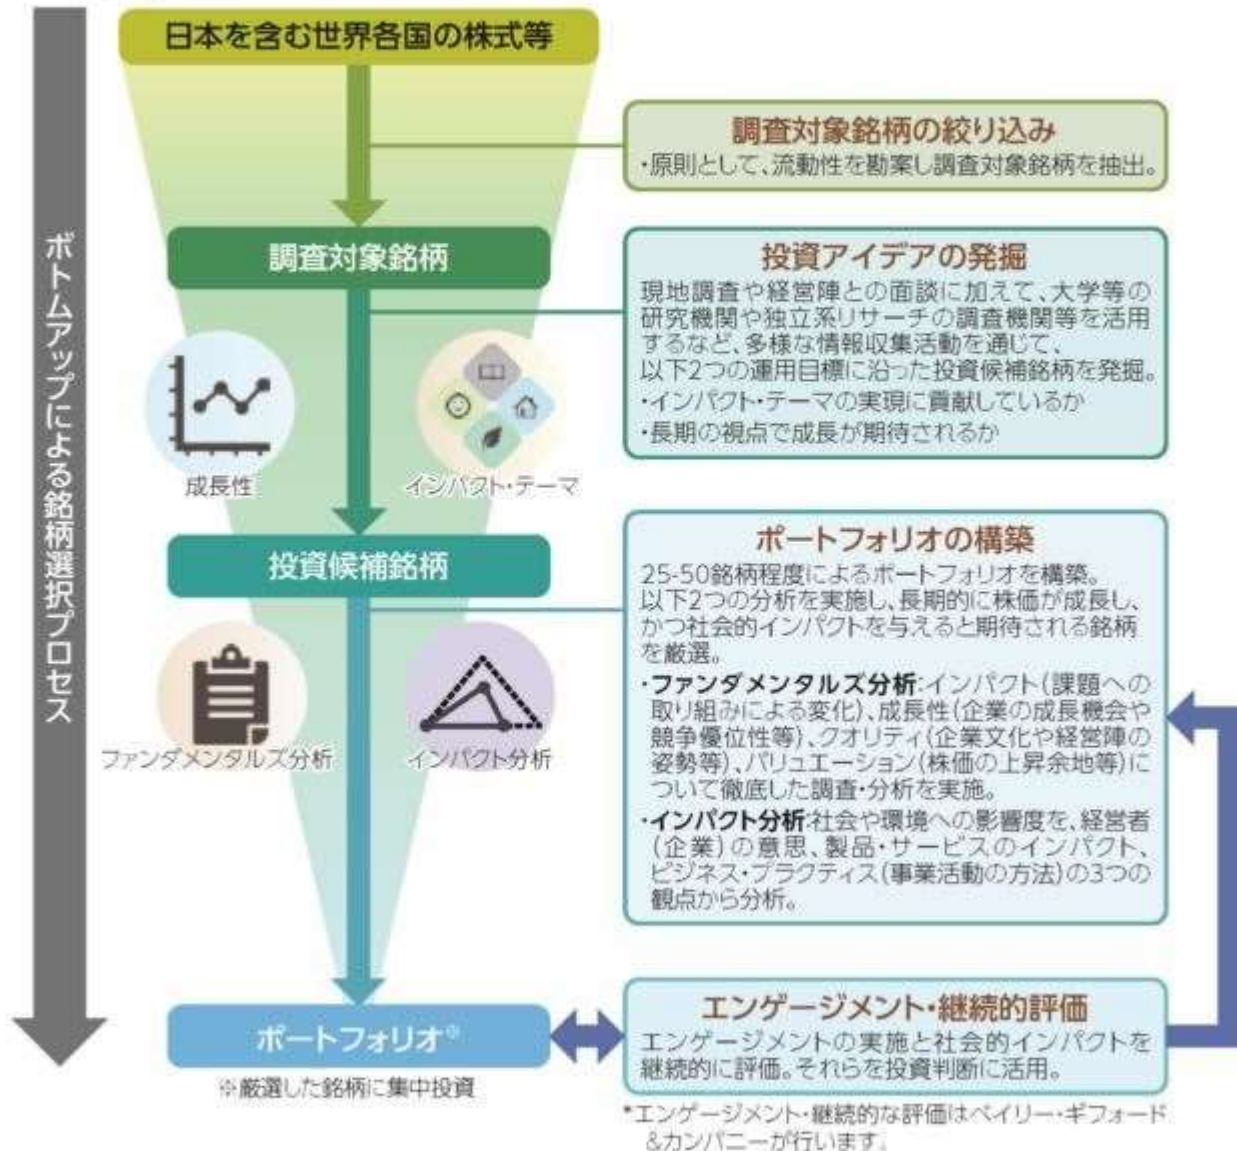 ボトムアップによる銘柄選択プロセス
日本を含む世界各国の株式等
調査対象銘柄の絞り込み
・原則として、流動性を勘案し調査対象銘柄を抽出。
調査対象銘柄
投資アイデアの発掘
現地調査や経営陣との面談に加えて、大学等の
研究機関や独立系リサーチの調査機関等を活用
するなど、多様な情報収集活動を通じて、
以下2つの運用目標に沿った投資候補銘柄を発掘。
・インパクト・テーマの実現に貢献しているか
・長期の視点で成長が期待されるか
成長性
インパクト・テーマ
投資候補銘柄
ポートフォリオの構築
25-50銘柄程度によるポートフォリオを構築。
以下2つの分析を実施し、長期的に株価が成長し、
かつ社会的インパクトを与えると期待される銘柄
を厳選。
・ファンダメンタルズ分析:インパクト(課題への
取り組みによる変化)、成長性(企業の成長機会や
競争優位性等)、クオリティ(企業文化や経営陣の
姿勢等)、バリュエーション(株価の上昇余地等)に
ついて徹底した調査・分析を実施。
・インパクト分析:社会や環境への影響度を、経営者
(企業)の意思、製品・サービスのインパクト、
ビジネス・プラクティス(事業活動の方法)の3つの
観点から分析。
ファンダメンタルズ分析
インパクト分析
ポートフォリオ※
※厳選した銘柄に集中投資
エンゲージメント・継続的評価
エンゲージメントの実施と社会的インパクトを
継続的に評価。それらを投資判断に活用。
*エンゲージメント・継続的な評価はベイリー・ギフォード
&カンパニーが行います。